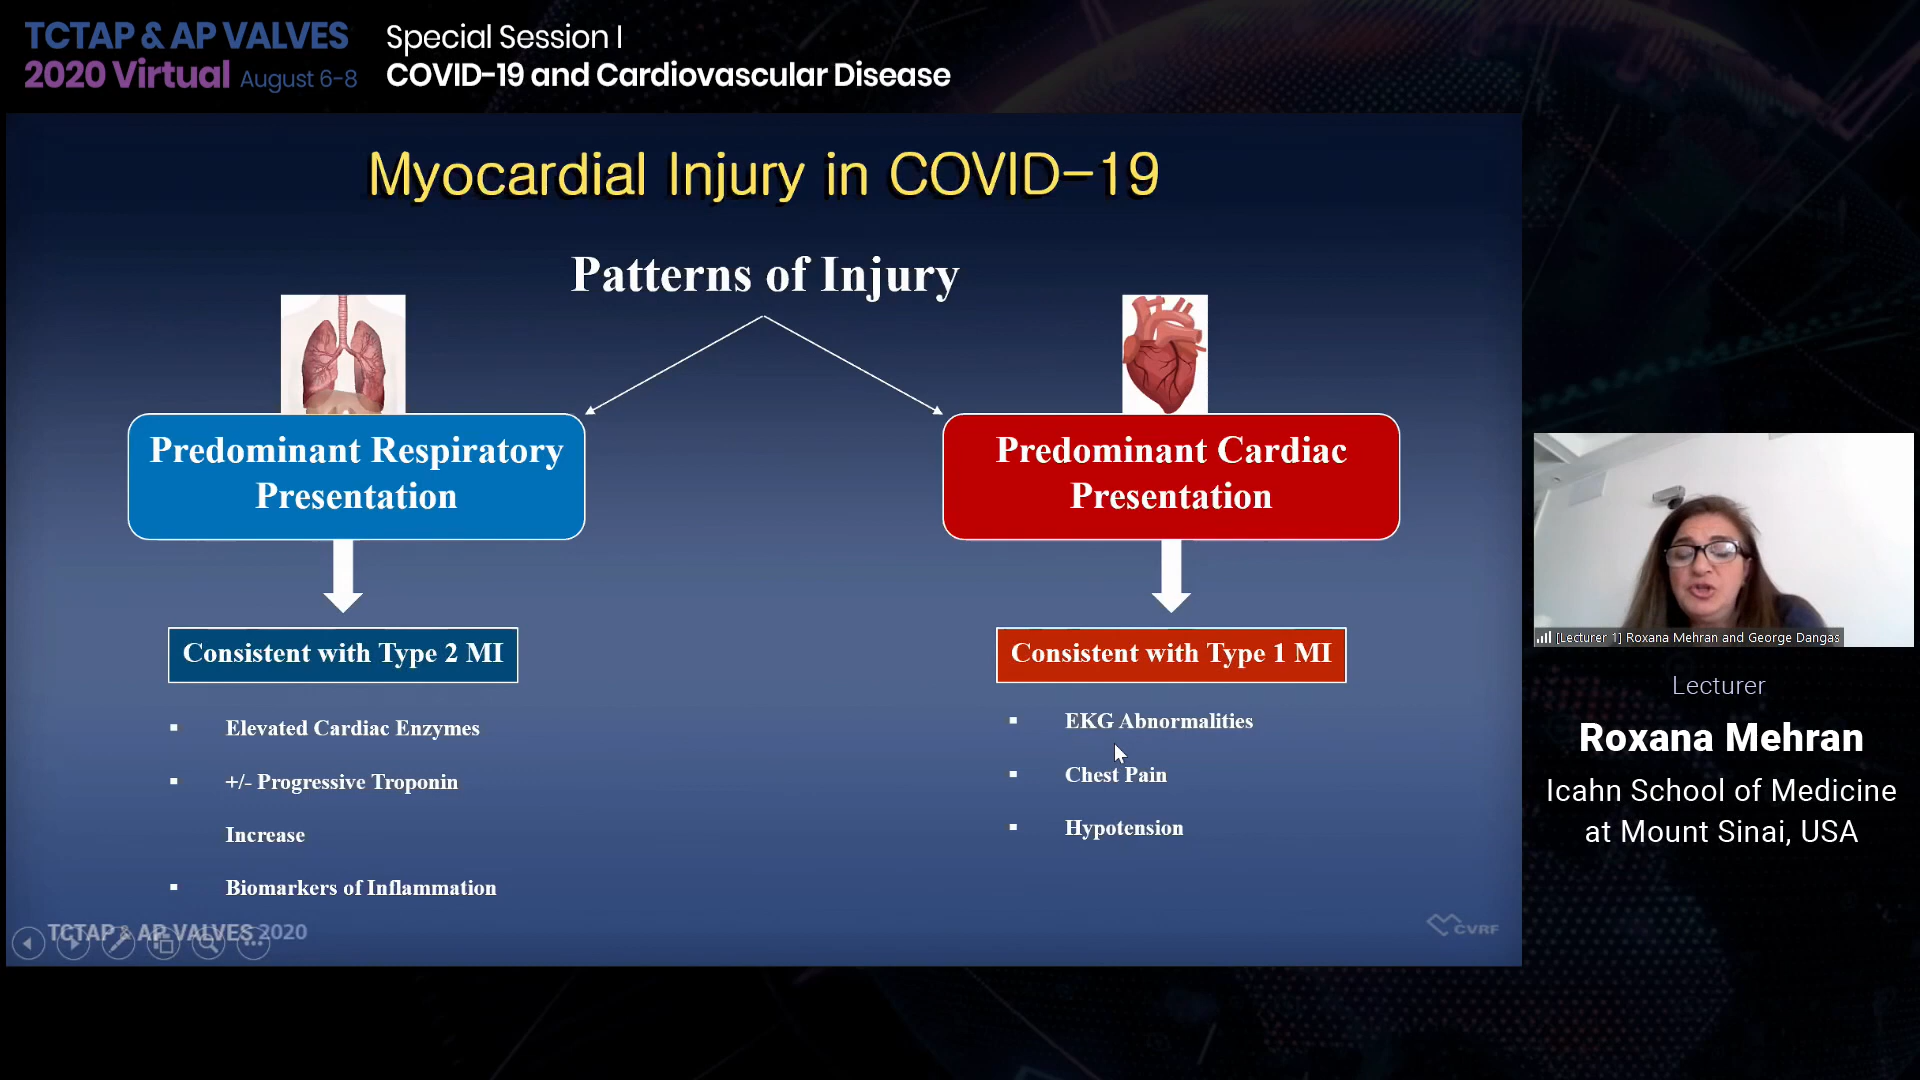 TCTAP & AP VALVES
2020 Virtual August 6-8
Special Session I
COVID-19 and Cardiovascular Disease
Myocardial Injury in COVID-19
Patterns of Injury
Predominant Respiratory
Presentation
Consistent with Type 2 MI
▪ Elevated Cardiac Enzymes
▪ +/- Progressive Troponin
Increase
▪ Biomarkers of Inflammation
Predominant Cardiac
Presentation
Consistent with Type 1 MI
▪ EKG Abnormalities
▪ Chest Pain
▪ Hypotension
TCTAP & AP VALVES 2020
CVRF
[Lecturer 1] Roxana Mehran and George Dangas
Lecturer
Roxana Mehran
Icahn School of Medicine
at Mount Sinai, USA